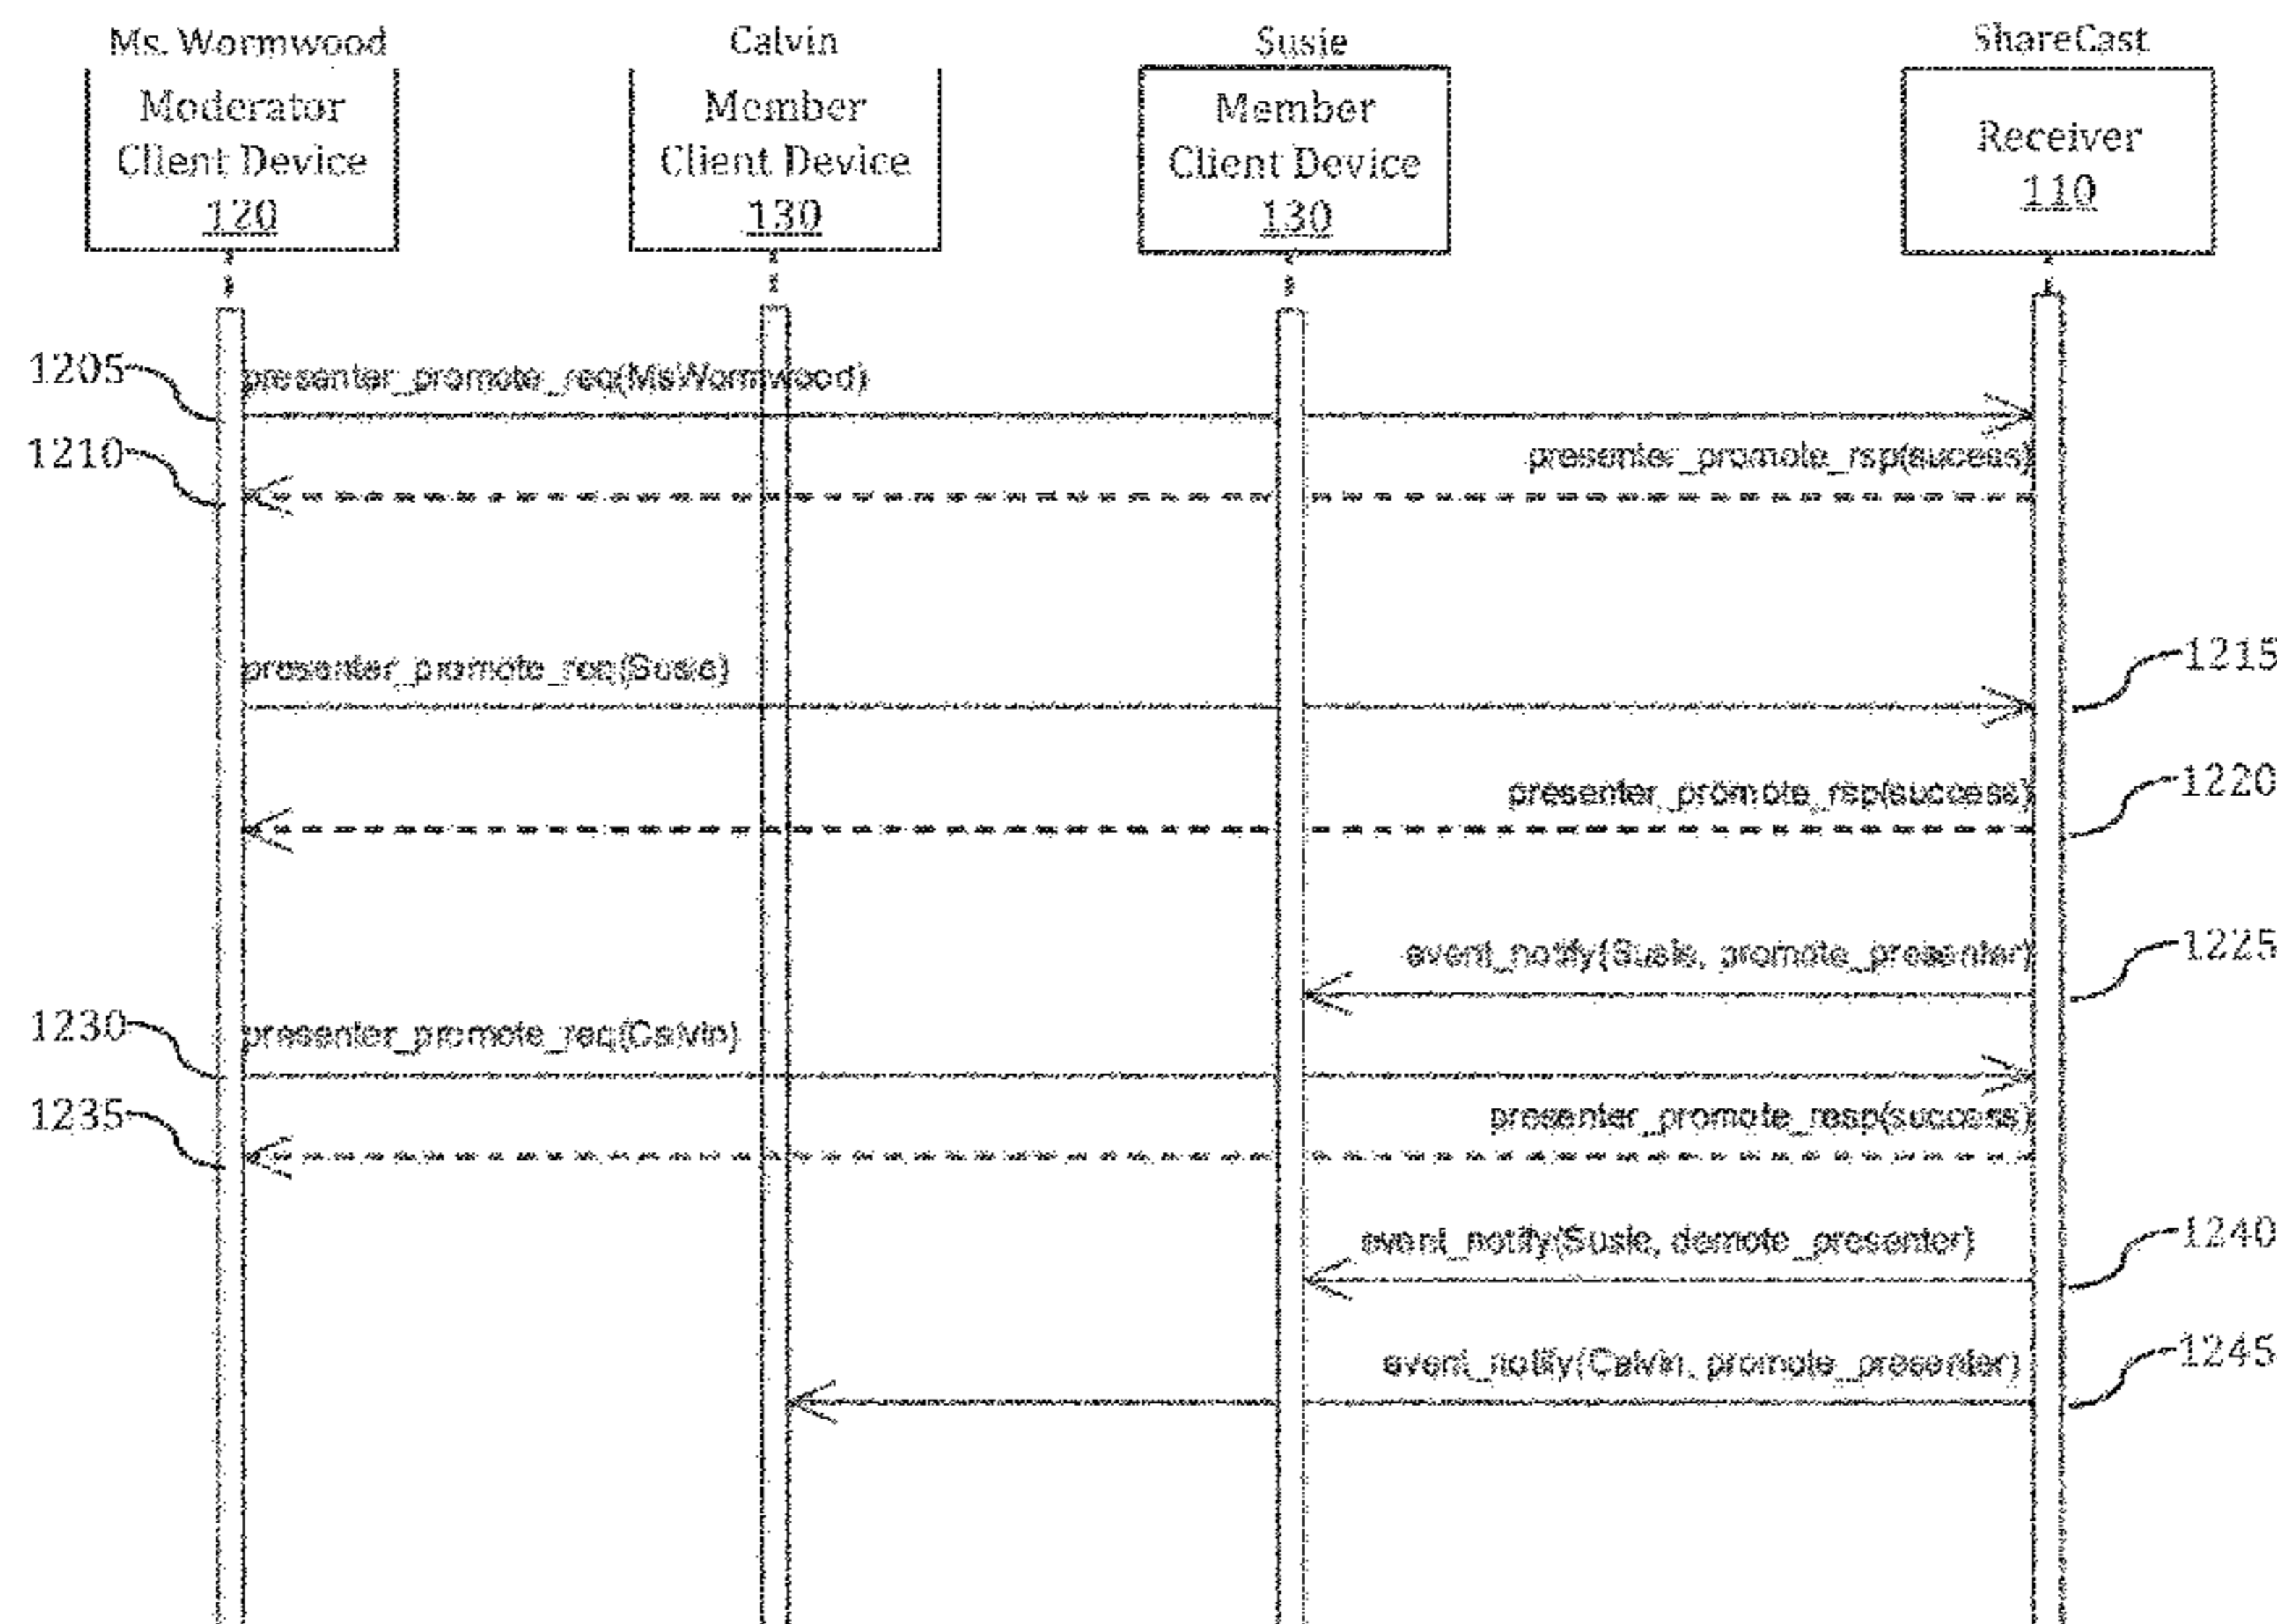 Ms. Wormwood
Calvin
Susie
ShareCast
Moderator
Client Device
120
Member
Client Device
130
Member
Client Device
130
Receiver
110
1205
presenter_promote_req(MsWormwood)
1210
presenter_promote_rsp(sucess)
presenter_promote_req(Susie)
1215
presenter_promote_rsp(success)
1220
event_notify(Susie, promote_presenter)
1225
1230
presenter_promote_req(Calvin)
1235
presenter_promote_resp(success)
event_notify(Susie, demote_presenter)
1240
event_notify(Calvin, promote_presenter)
1245